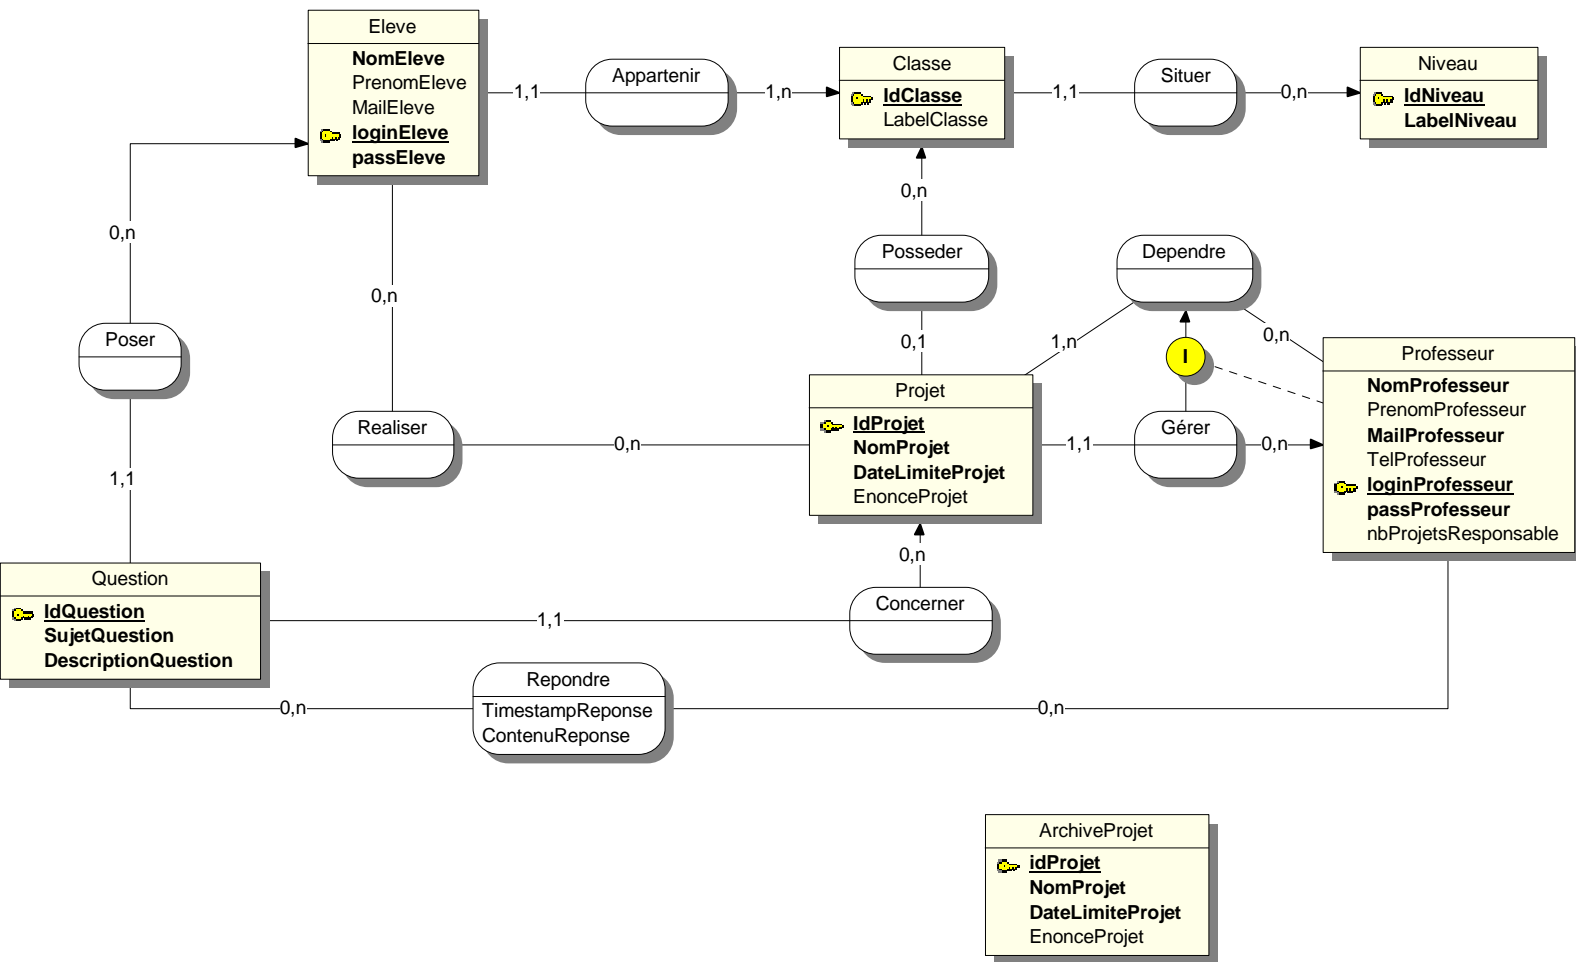 Eleve
NomEleve
PrenomEleve
MailEleve
loginEleve
passEleve
1,1
Appartenir
1,n
Classe
IdClasse
LabelClasse
1,1
Situer
0,n
Niveau
IdNiveau
LabelNiveau
0,n
Poser
1,1
0,n
Realiser
0,n
0,n
Posseder
0,1
Dependre
1,n
0,n
I
Projet
IdProjet
NomProjet
DateLimiteProjet
EnonceProjet
1,1
Gérer
0,n
Professeur
NomProfesseur
PrenomProfesseur
MailProfesseur
TelProfesseur
loginProfesseur
passProfesseur
nbProjetsResponsable
Question
IdQuestion
SujetQuestion
DescriptionQuestion
1,1
0,n
Concerner
0,n
Repondre
TimestampReponse
ContenuReponse
0,n
ArchiveProjet
idProjet
NomProjet
DateLimiteProjet
EnonceProjet